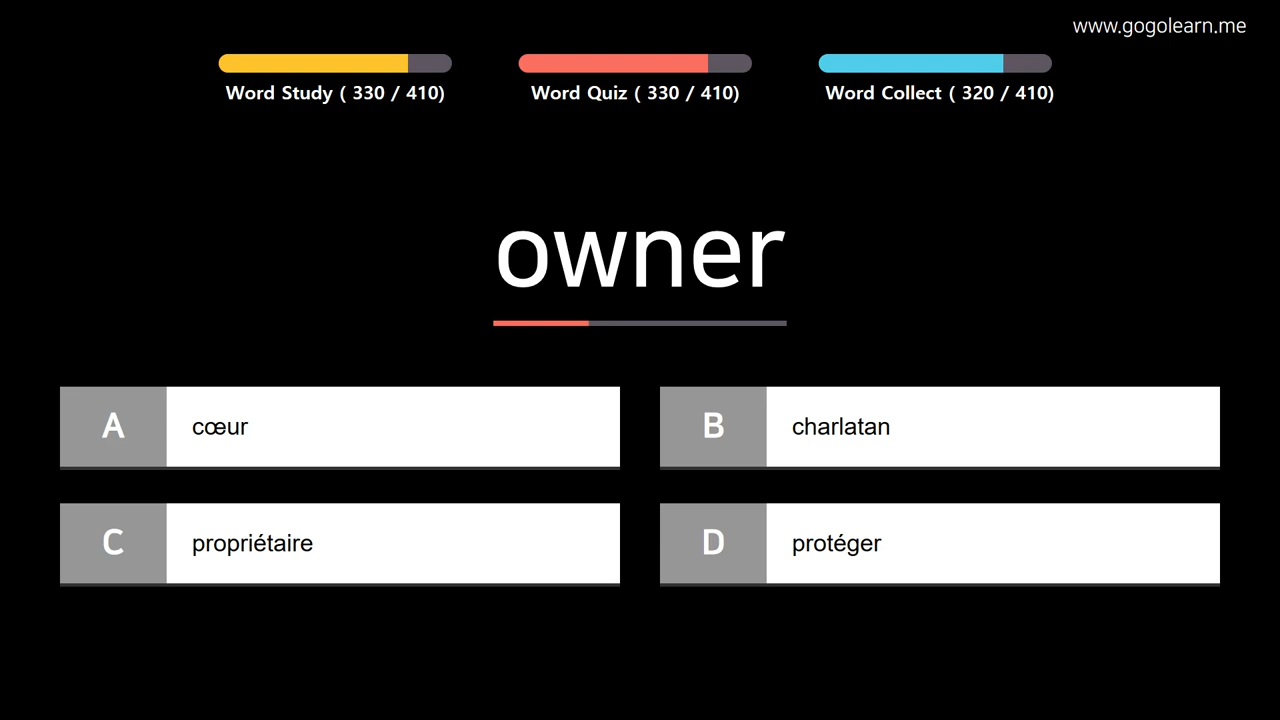 www.gogolearn.me
Word Study ( 330 / 410)
Word Quiz ( 330 / 410)
Word Collect ( 320 / 410)
owner
A
cœur
B
charlatan
C
propriétaire
D
protéger